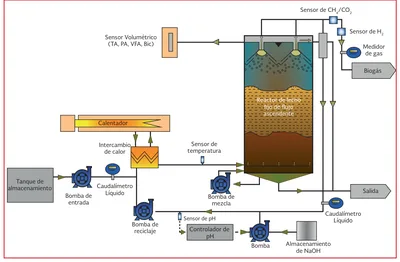 Sensor de CH4/CO2
Sensor de H2
Sensor Volumétrico
(TA, PA, VFA, Bic)
Medidor
de gas
Biogás
Reactor de lecho
fijo de flujo
ascendente
Calentador
Intercambio
de calor
Sensor de
temperatura
Tanque de
almacenamiento
Bomba de
entrada
Caudalímetro
Líquido
Bomba de
mezcla
Salida
Bomba de
reciclaje
Sensor de pH
Controlador de
pH
Bomba
Almacenamiento
de NaOH
Caudalímetro
Líquido